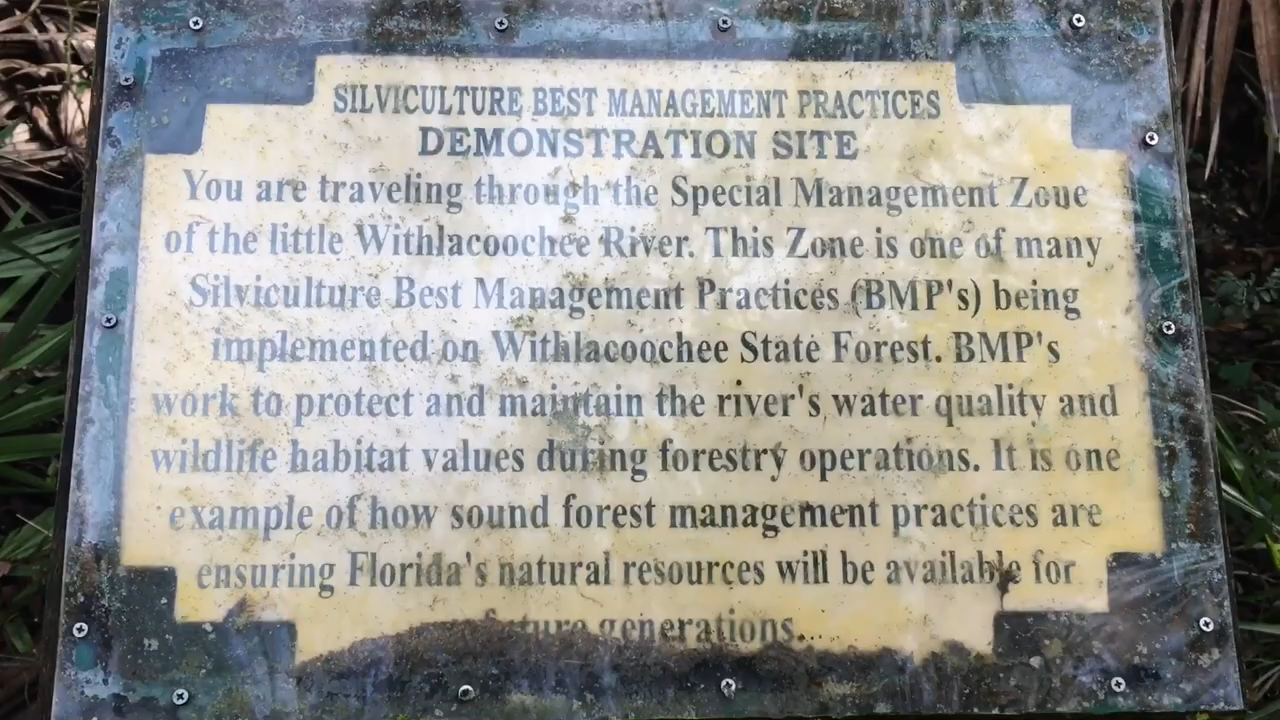 SILVICULTURE BEST MANAGEMENT PRACTICES
DEMONSTRATION SITE
You are traveling through the Special Management Zone
of the little Withlacoochee River. This Zone is one of many
Silviculture Best Management Practices (BMP's) being
implemented on Withlacoochee State Forest. BMP's
work to protect and maintain the river's water quality and
wildlife habitat values during forestry operations. It is one
example of how sound forest management practices are
ensuring Florida's natural resources will be available for
future generations.